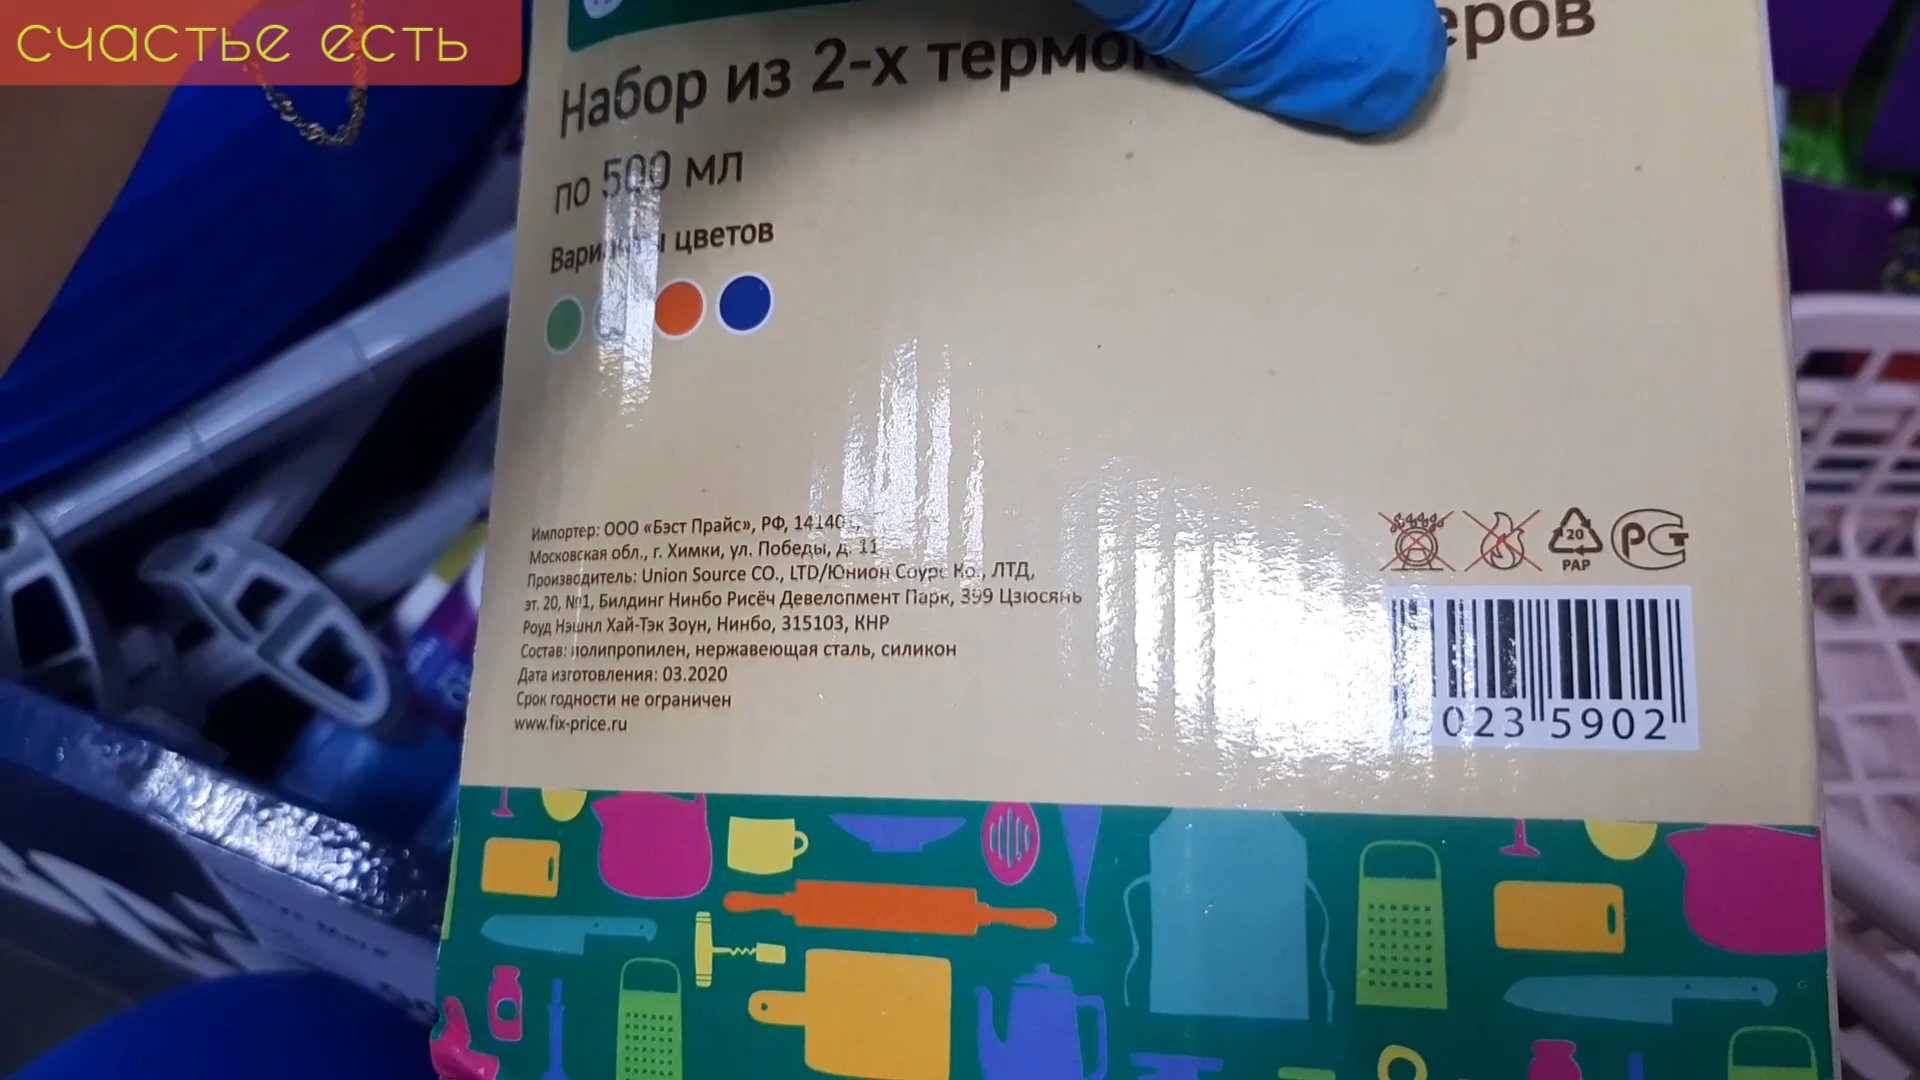 счастье есть
Набор из 2-х
по 500 мл
цветов
Импортер: ООО «Бэст Прайс», РФ,
Московская обл., г. Химки, ул. Победы, д. 11
Производитель: Union Source CO., LTD/Юнион Соурс Ко., ЛТД,
эт. 20, №1, Билдинг Нинбо Рисёч Девелопмент Парк, 399 Цзюсянь
Роуд Нэшнл Хай-Тэк Зоун, Нинбо, 315103, КНР
Состав: полипропилен, нержавеющая сталь, силикон
Дата изготовления: 03.2020
Срок годности не ограничен
www.fix-price.ru
20
PAP
РСТ
023 5902